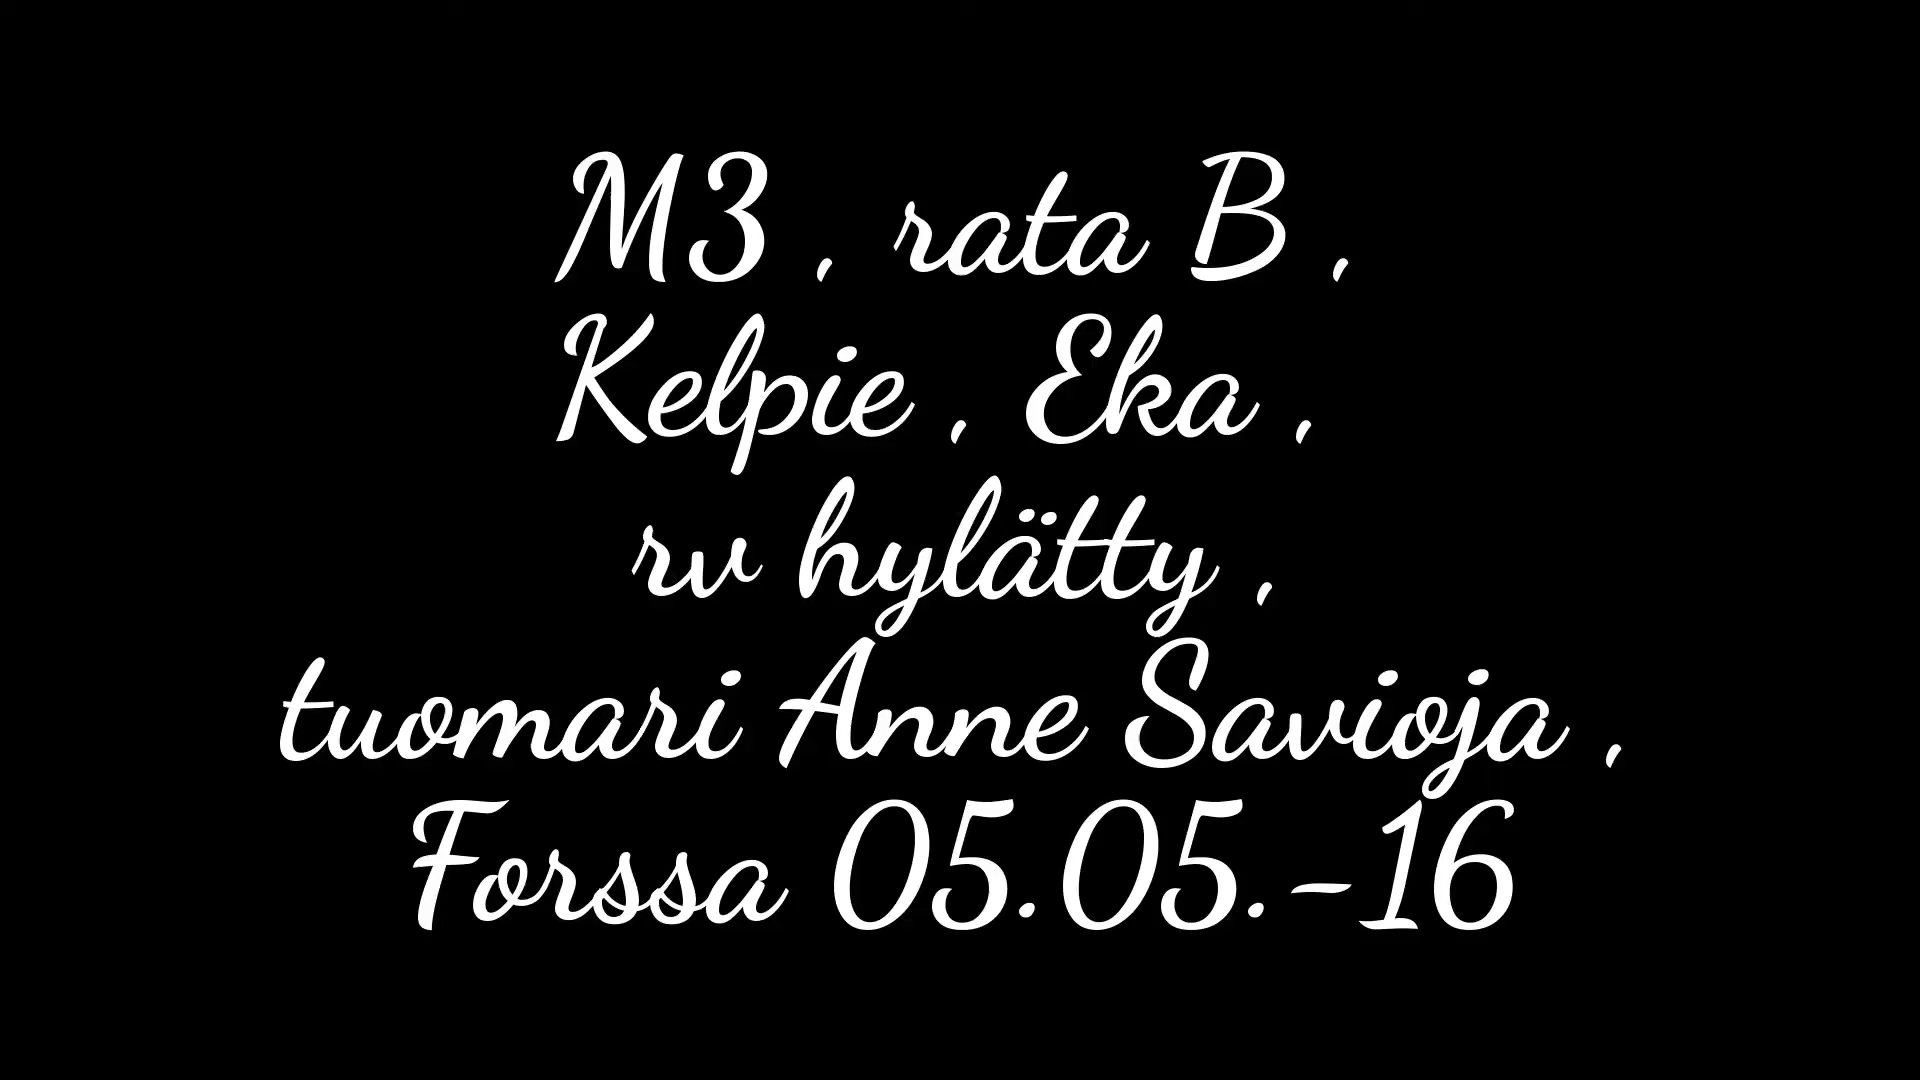 M3 , rata B ,
Kelpie , Eka ,
rv hylätty ,
tuomari Anne Savioja ,
Forssa 05.05.-16